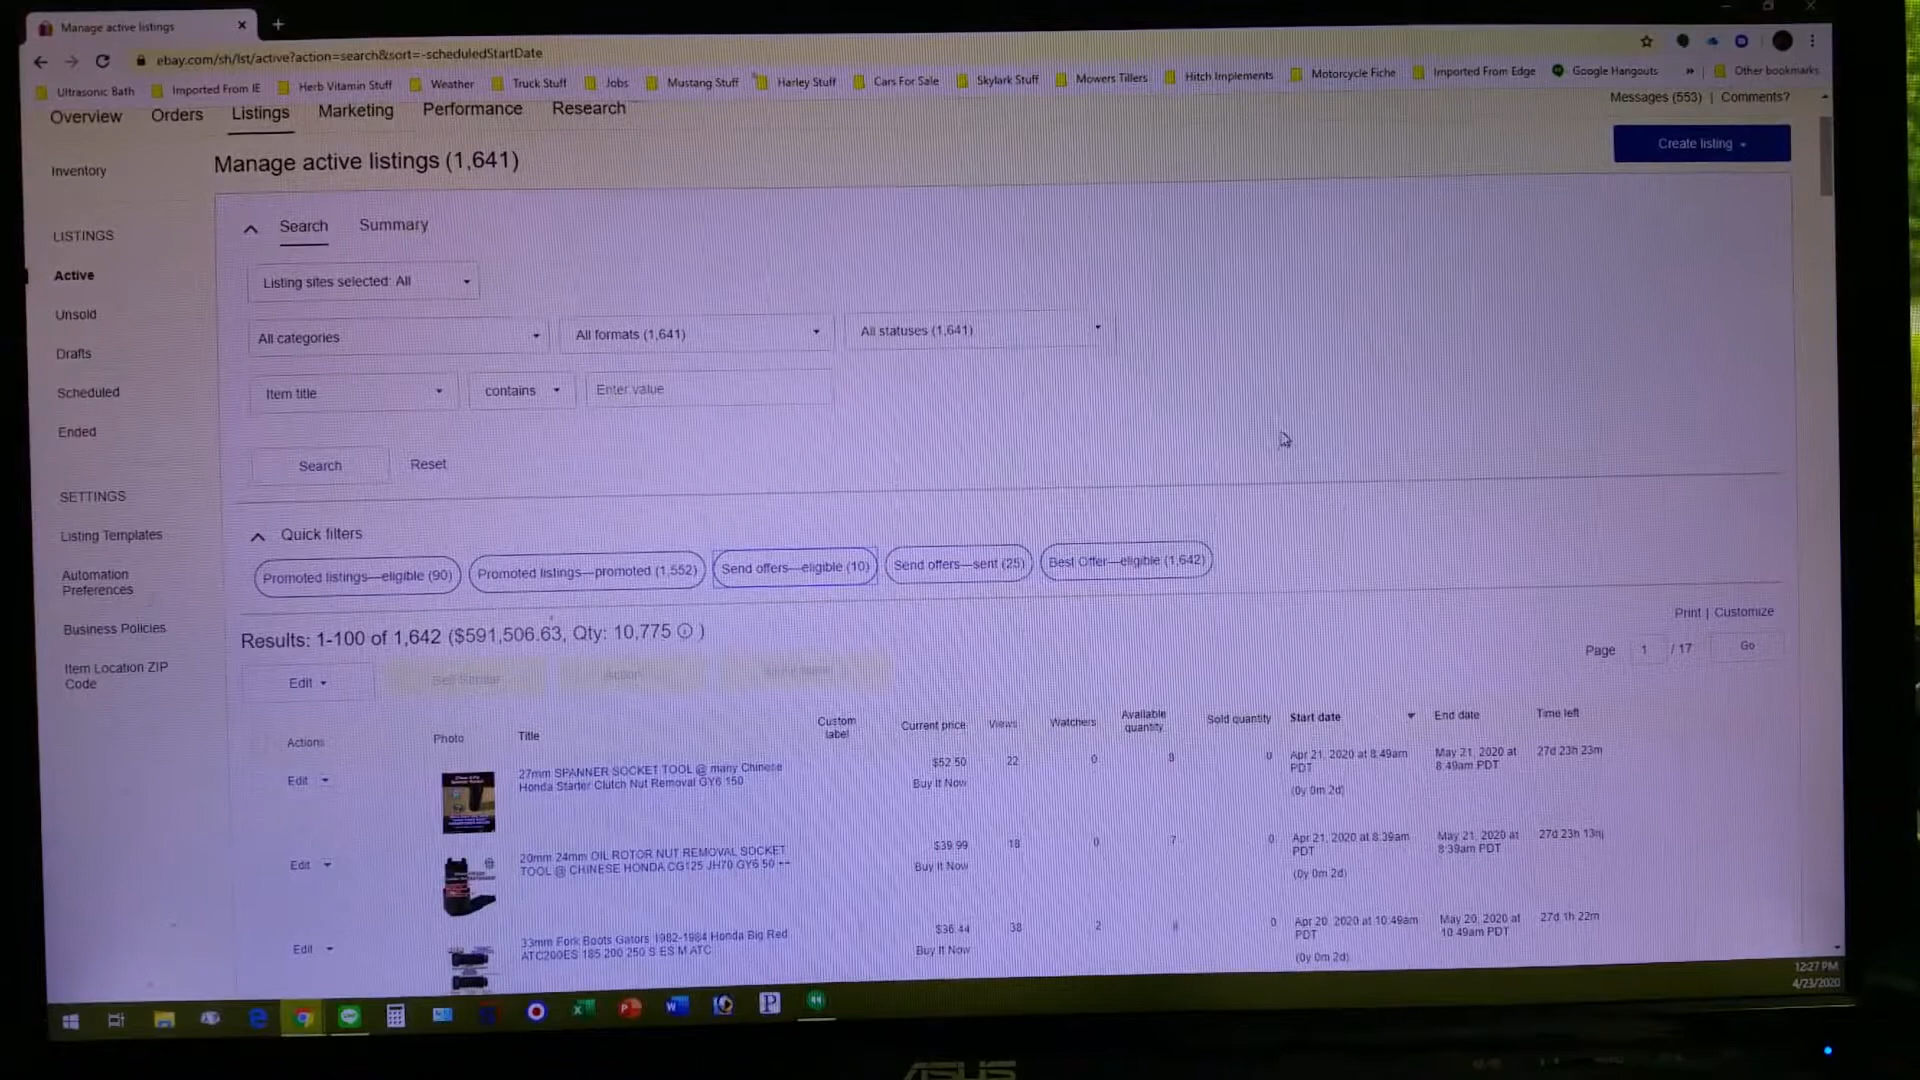 Manage active listings
ebay.com/sh/lst/active?action=search&sort=-scheduledStartDate
Ultrasonic Bath Imported From IE Herb Vitamin Stuff Weather Truck Stuff Jobs Mustang Stuff Harley Stuff Cars For Sale Skylark Stuff Mowers Tillers Hitch Implements Motorcycle Fiche Imported From Edge Google Hangouts » Other bookmarks
Messages (553) | Comments?
Overview Orders Listings Marketing Performance Research
Manage active listings (1,641)
Create listing
Inventory
LISTINGS
Active
Unsold
Drafts
Scheduled
Ended
SETTINGS
Listing Templates
Automation
Preferences
Business Policies
Item Location ZIP
Code
Search Summary
Listing sites selected: All
All categories All formats (1,641) All statuses (1,641)
Item title contains Enter value
Search Reset
Quick filters
Promoted listings—eligible (90) Promoted listings—promoted (1,552) Send offers—eligible (10) Send offers—sent (25) Best Offer—eligible (1,642)
Print | Customize
Results: 1-100 of 1,642 ($591,506.63, Qty: 10,775 )
Page 1 / 17 Go
Edit
Actions Photo Title Custom label Current price Views Watchers Available quantity Sold quantity Start date End date Time left
Edit 27mm SPANNER SOCKET TOOL @ many Chinese
Honda Starter Clutch Nut Removal GY6 150
$52.50
Buy It Now
22 0 0
Apr 21, 2020 at 8:49am
PDT
(0y 0m 2d)
May 21, 2020 at
8:49am PDT
27d 23h 23m
Edit 20mm 24mm OIL ROTOR NUT REMOVAL SOCKET
TOOL @ CHINESE HONDA CG125 JH70 GY6 50 ~~
$39.99
Buy It Now
18 0 7 0
Apr 21, 2020 at 8:39am
PDT
(0y 0m 2d)
May 21, 2020 at
8:39am PDT
27d 23h 13m
Edit 33mm Fork Boots Gators 1982-1984 Honda Big Red
ATC200ES 185 200 250 S ES M ATC
$36.44
Buy It Now
38 2 0
Apr 20, 2020 at 10:49am
PDT
(0y 0m 2d)
May 20, 2020 at
10:49am PDT
27d 1h 22m
12:27 PM
4/23/2020
ASUS